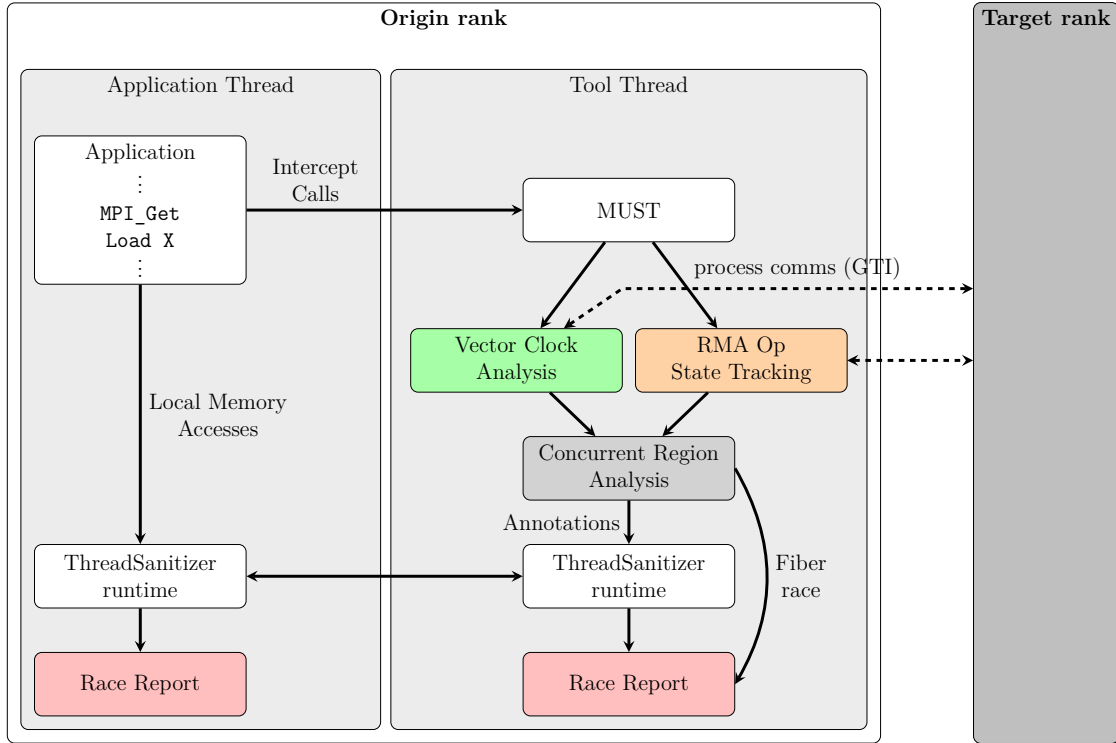 Origin rank
Target rank
Application Thread
Tool Thread
Application
⋮
MPI_Get
Load X
⋮
Intercept
Calls
MUST
process comms (GTI)
Vector Clock
Analysis
RMA Op
State Tracking
Local Memory
Accesses
Concurrent Region
Analysis
Annotations
ThreadSanitizer
runtime
ThreadSanitizer
runtime
Fiber
race
Race Report
Race Report